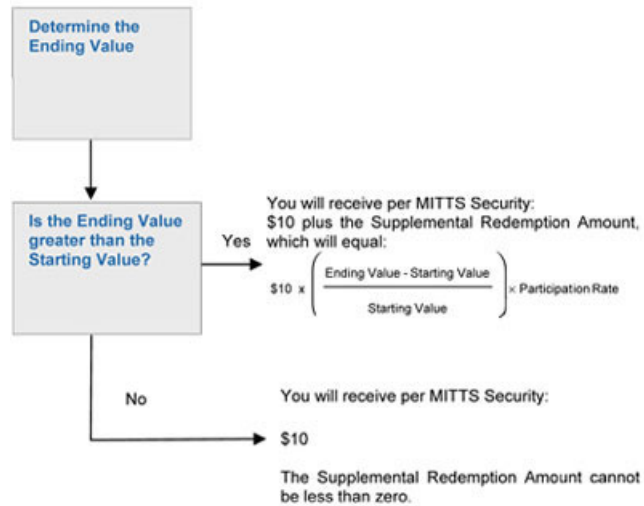 Determine the
Ending Value
Is the Ending Value
greater than the
Starting Value?
Yes
You will receive per MITTS Security:
$10 plus the Supplemental Redemption Amount,
which will equal:
$10 x ( Ending Value - Starting Value
Starting Value ) × Participation Rate
No
You will receive per MITTS Security:
$10
The Supplemental Redemption Amount cannot
be less than zero.